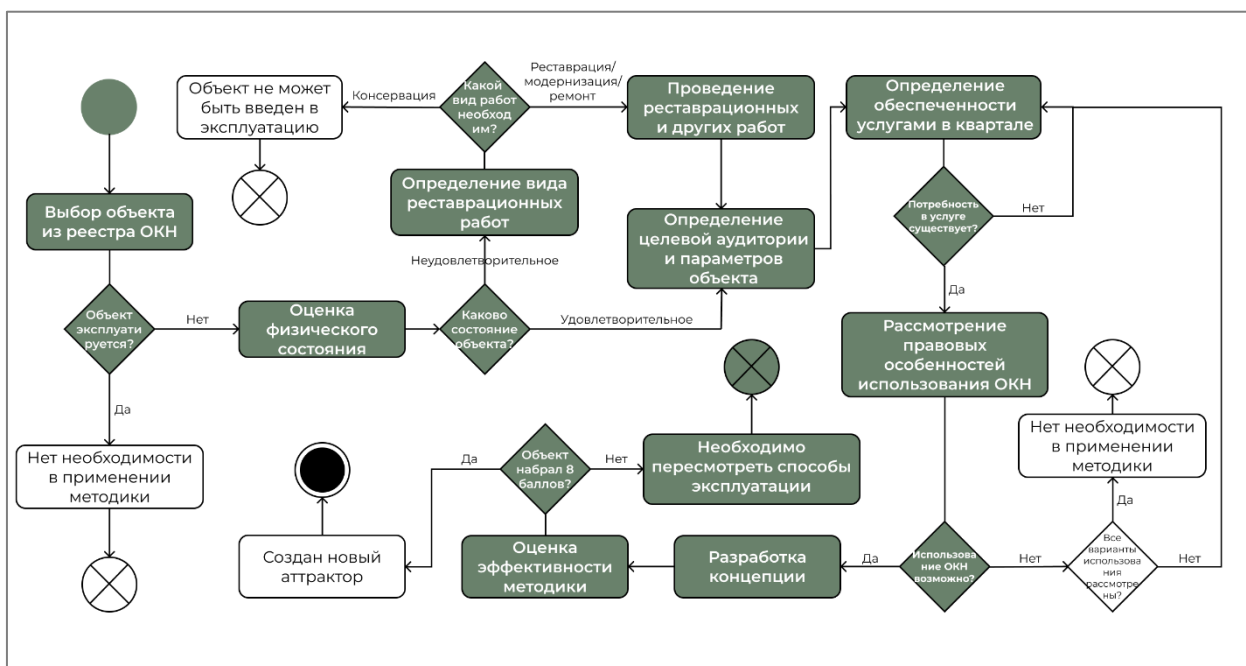 Объект не может
быть введен в
эксплуатацию
Консервация
Какой
вид работ
необход
им?
Реставрация/
модернизация/
ремонт
Проведение
реставрационных
и других работ
Определение
обеспеченности
услугами в квартале
Выбор объекта
из реестра ОКН
Определение вида
реставрационных
работ
Определение
целевой аудитории
и параметров
объекта
Потребность
в услуге
существует?
Нет
Неудовлетворительное
Да
Объект
эксплуати
руется?
Нет
Оценка
физического
состояния
Каково
состояние
объекта?
Удовлетворительное
Рассмотрение
правовых
особенностей
использования ОКН
Да
Нет необходимости
в применении
методики
Да
Объект
набрал 8
баллов?
Нет
Необходимо
пересмотреть способы
эксплуатации
Нет необходимости
в применении
методики
Да
Создан новый
аттрактор
Оценка
эффективности
методики
Разработка
концепции
Да
Использова
ние ОКН
возможно?
Нет
Все
варианты
использова
ния
рассмотре
ны?
Нет